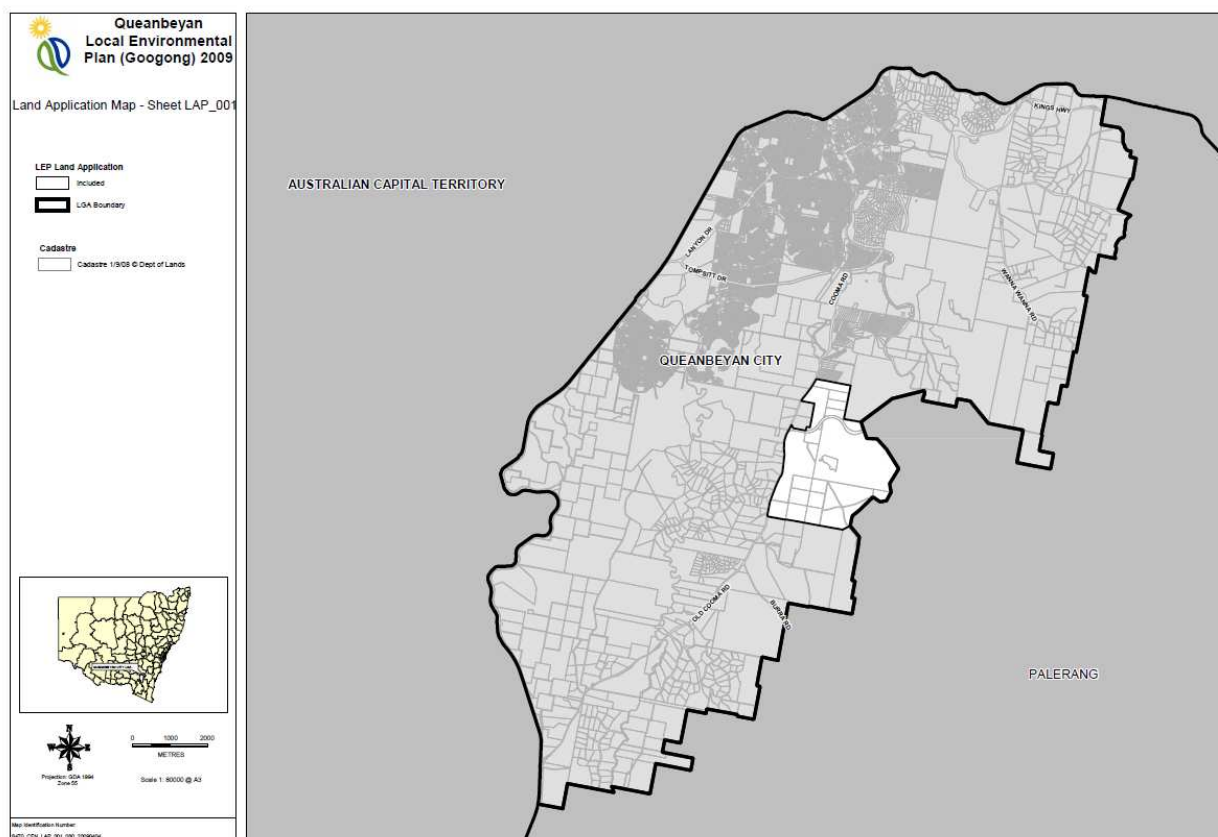 Queanbeyan
Local Environmental
Plan (Googong) 2009
Land Application Map - Sheet LAP_001
LEP Land Application
Included
LGA Boundary
Cadastre
Cadastre 1/9/08 © Dept of Lands
N
W E
S
Projection: GDA 1994
Zone 55
0 1000 2000
METRES
Scale 1: 80000 @ A3
Map Identification Number:
AUSTRALIAN CAPITAL TERRITORY
KINGS HWY
LANYON DR
TOMPSITT DR
COOMA RD
WANNA WANNA RD
QUEANBEYAN CITY
OLD COOMA RD
BURRA RD
PALERANG